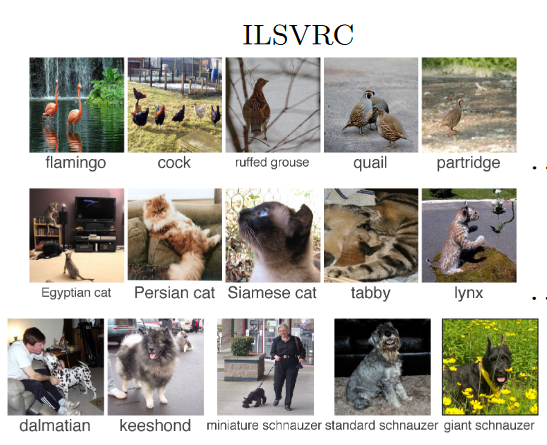 ILSVRC
flamingo cock ruffed grouse quail partridge . .
Egyptian cat Persian cat Siamese cat tabby lynx . .
dalmatian keeshond miniature schnauzer standard schnauzer giant schnauzer